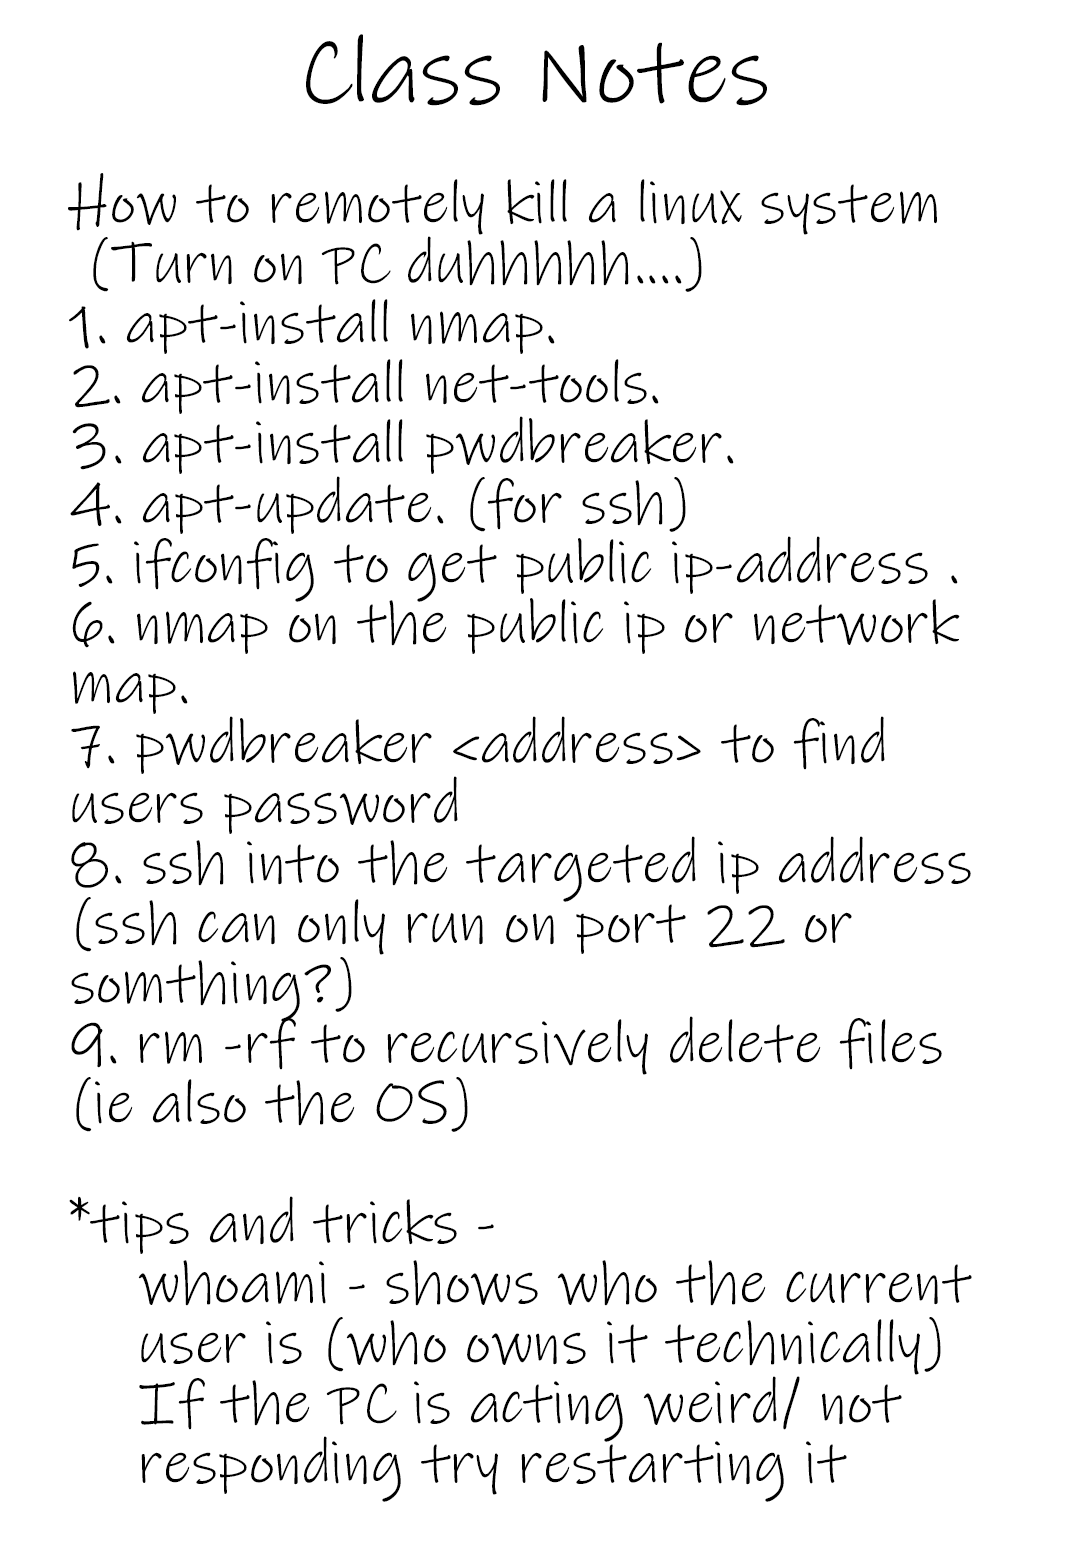 Class Notes
How to remotely kill a linux system
(Turn on PC duhhhhh....)
1. apt-install nmap.
2. apt-install net-tools.
3. apt-install pwdbreaker.
4. apt-update. (for ssh)
5. ifconfig to get public ip-address .
6. nmap on the public ip or network
map.
7. pwdbreaker <address> to find
users password
8. ssh into the targeted ip address
(ssh can only run on port 22 or
somthing?)
9. rm -rf to recursively delete files
(ie also the OS)
*tips and tricks -
whoami - shows who the current
user is (who owns it technically)
If the PC is acting weird/ not
responding try restarting it